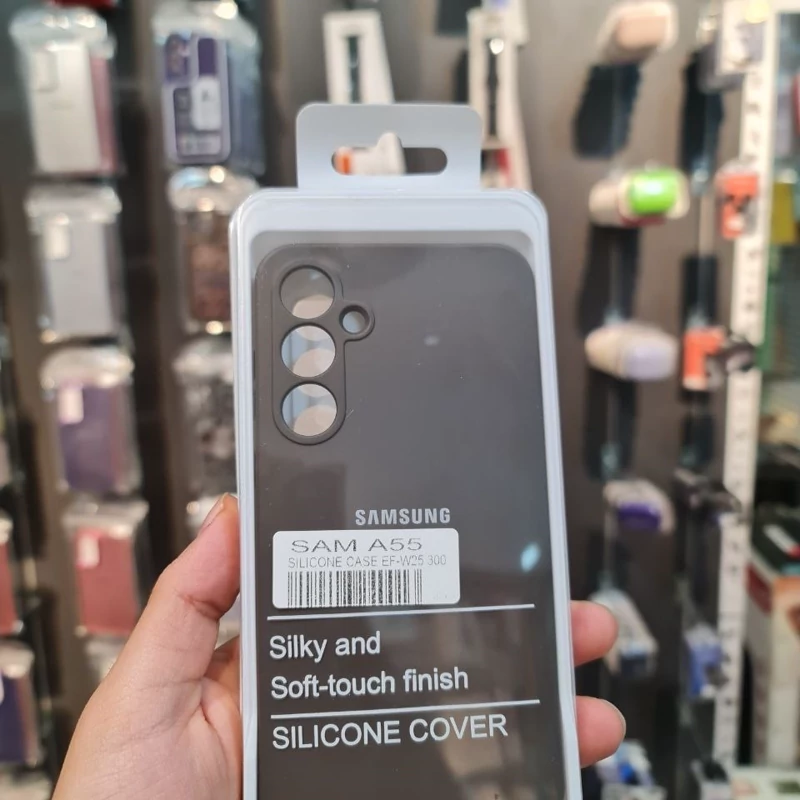 SAMSUNG
SAM A55
SILICONE CASE EF-W25 300
Silky and
Soft-touch finish
SILICONE COVER